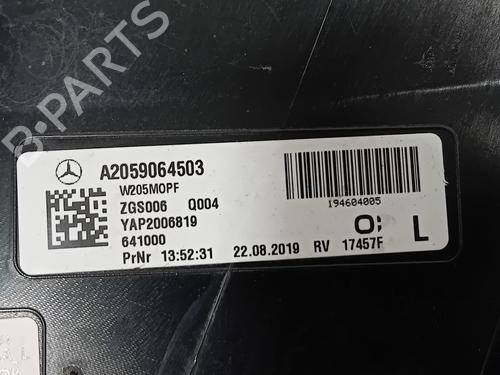 B-PARTS
A2059064503
W205MOPF
ZGS006 Q004
YAP2006819
641000
PrNr 13:52:31 22.08.2019 RV 17457F
194604005
L